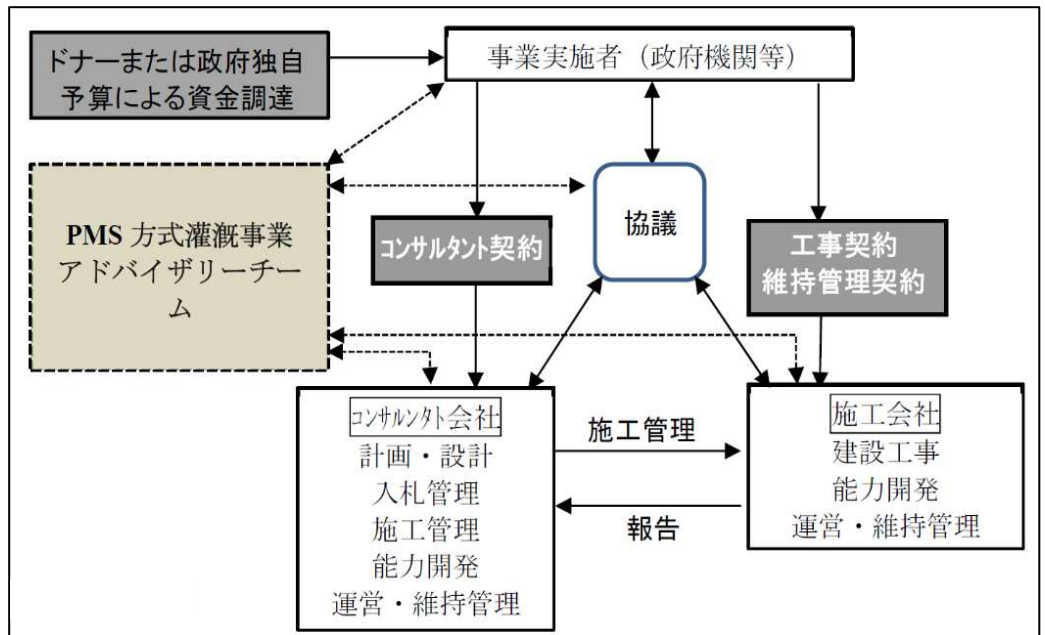 ドナーまたは政府独自
予算による資金調達
事業実施者（政府機関等）
PMS 方式灌漑事業
アドバイザリーチー
ム
コンサルタント契約
協議
工事契約
維持管理契約
コンサルンタト会社
計画・設計
入札管理
施工管理
能力開発
運営・維持管理
施工管理
報告
施工会社
建設工事
能力開発
運営・維持管理